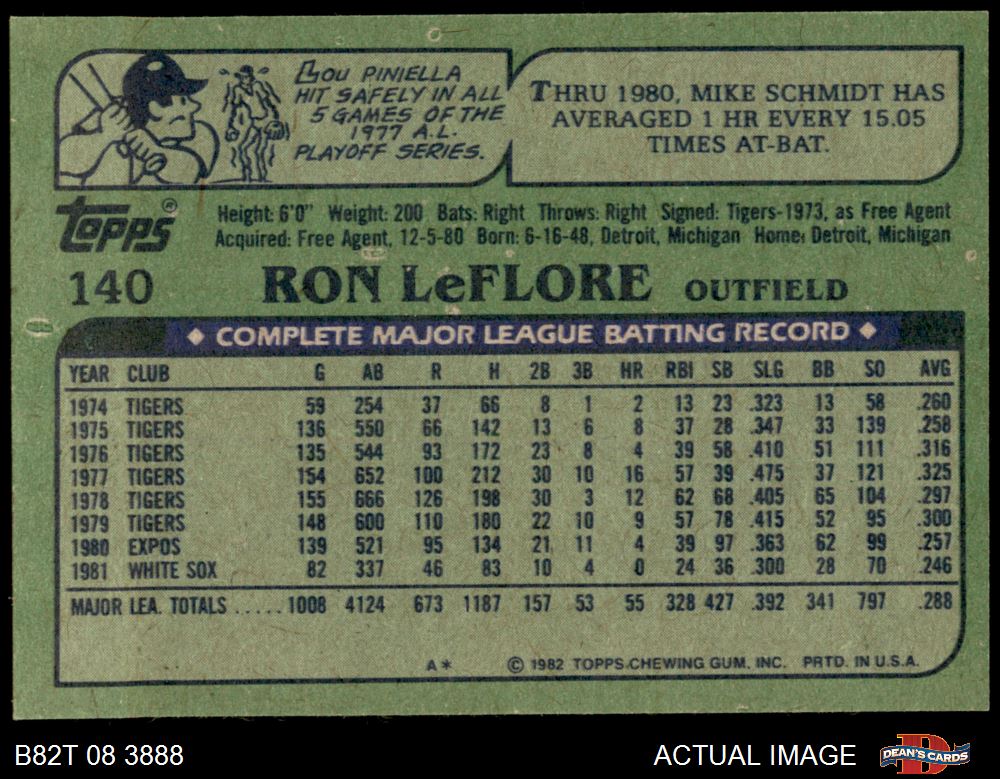 Lou Piniella
hit safely in all
5 games of the
1977 A.L.
playoff series.
THRU 1980, MIKE SCHMIDT HAS
AVERAGED 1 HR EVERY 15.05
TIMES AT-BAT.
topps®
Height: 6'0" Weight: 200 Bats: Right Throws: Right Signed: Tigers-1973, as Free Agent
Acquired: Free Agent, 12-5-80 Born: 6-16-48, Detroit, Michigan Home: Detroit, Michigan
140 RON LeFLORE OUTFIELD
◆ COMPLETE MAJOR LEAGUE BATTING RECORD ◆
YEAR CLUB G AB R H 2B 3B HR RBI SB SLG BB SO AVG
1974 TIGERS 59 254 37 66 8 1 2 13 23 .323 13 58 .260
1975 TIGERS 136 550 66 142 13 6 8 37 28 .347 33 139 .258
1976 TIGERS 135 544 93 172 23 8 4 39 58 .410 51 111 .316
1977 TIGERS 154 652 100 212 30 10 16 57 39 .475 37 121 .325
1978 TIGERS 155 666 126 198 30 3 12 62 68 .405 65 104 .297
1979 TIGERS 148 600 110 180 22 10 9 57 78 .415 52 95 .300
1980 EXPOS 139 521 95 134 21 11 4 39 97 .363 62 99 .257
1981 WHITE SOX 82 337 46 83 10 4 0 24 36 .300 28 70 .246
MAJOR LEA. TOTALS ..... 1008 4124 673 1187 157 53 55 328 427 .392 341 797 .288
A* © 1982 TOPPS CHEWING GUM, INC. PRTD. IN U.S.A.
B82T 08 3888 ACTUAL IMAGE DEAN'S CARDS